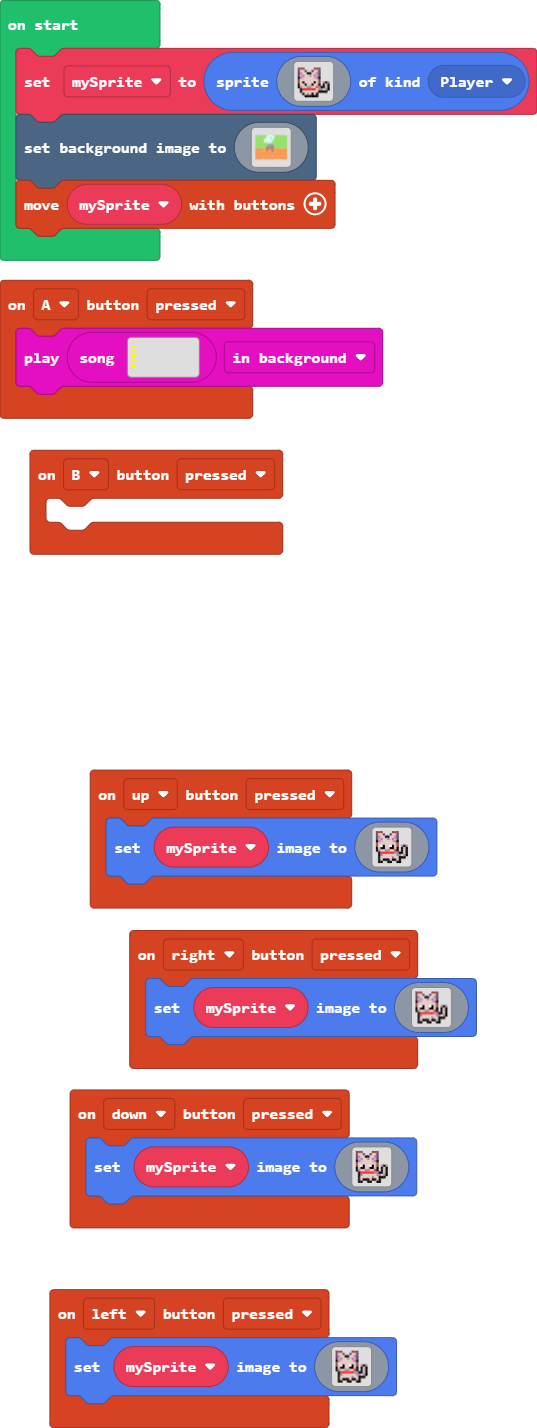 on start
set mySprite to sprite of kind Player
set background image to
move mySprite with buttons
on A button pressed
play song in background
on B button pressed
on up button pressed
set mySprite image to
on right button pressed
set mySprite image to
on down button pressed
set mySprite image to
on left button pressed
set mySprite image to